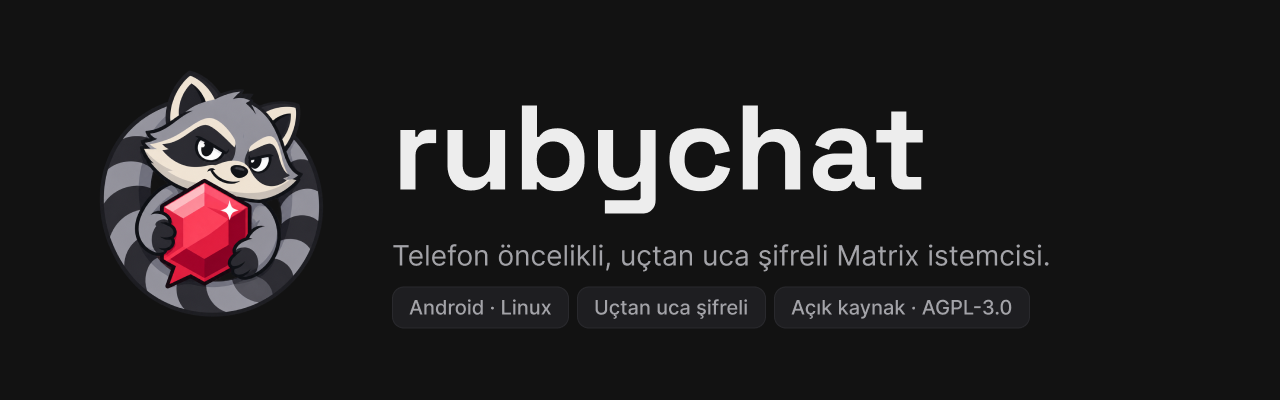 rubychat
Telefon öncelikli, uçtan uca şifreli Matrix istemcisi.
Android · Linux
Uçtan uca şifreli
Açık kaynak · AGPL-3.0